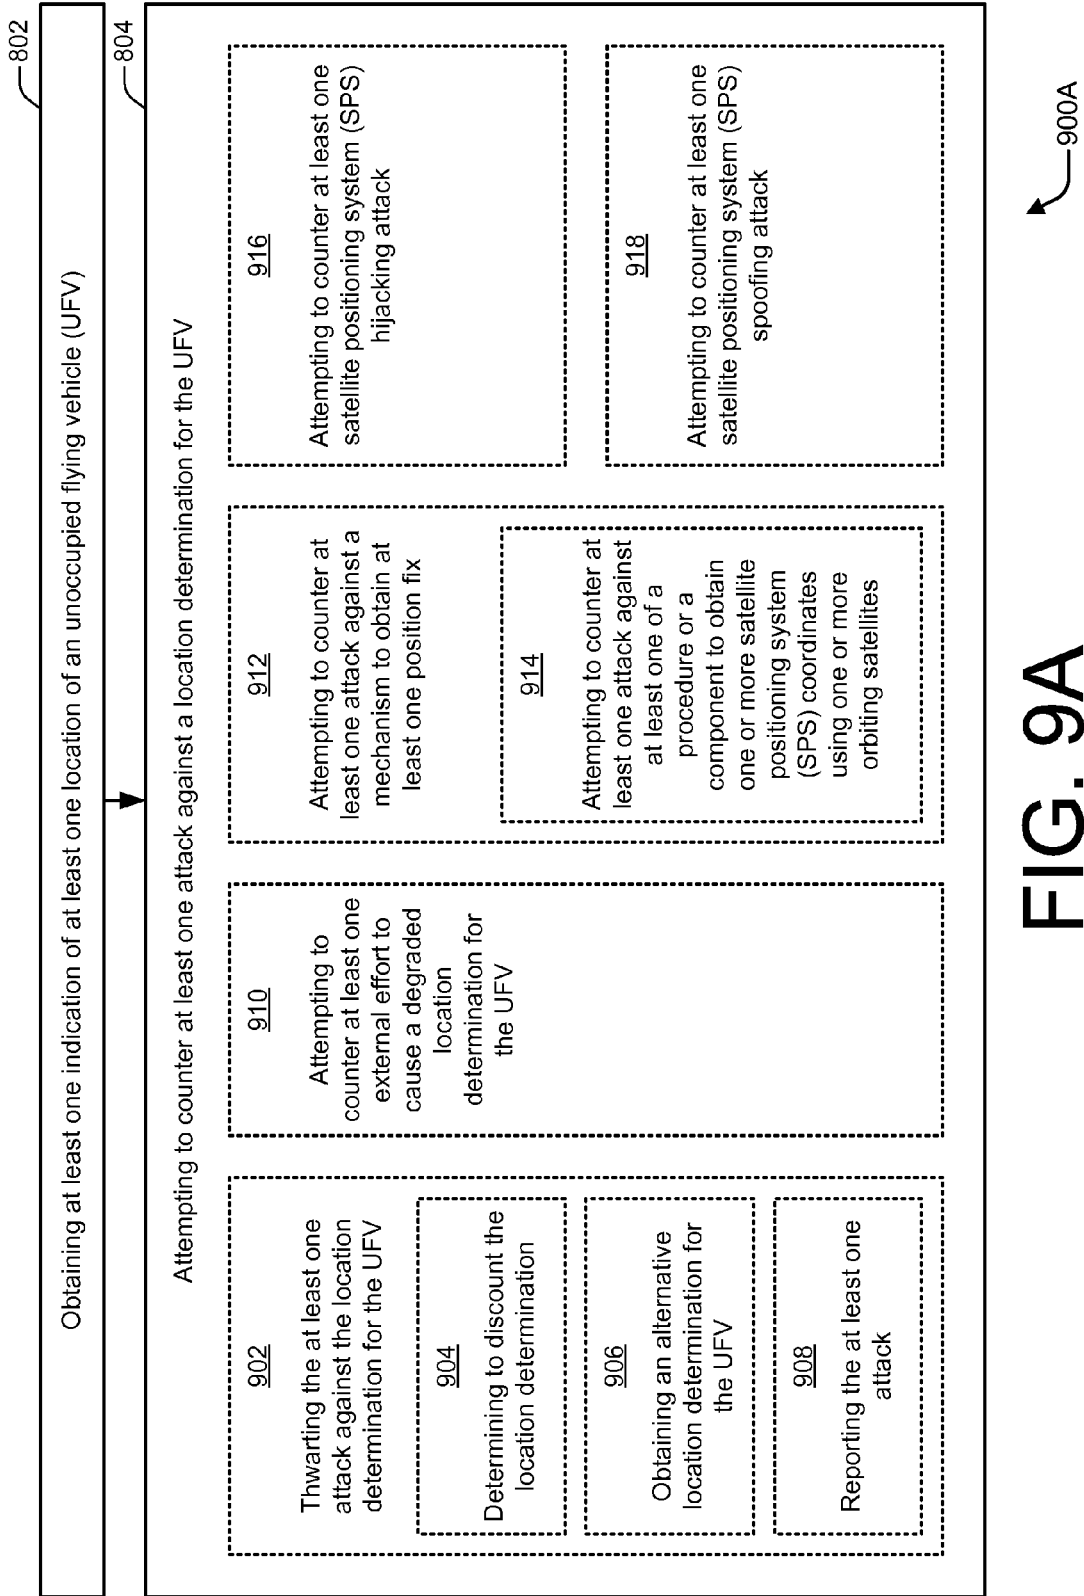 802
Obtaining at least one indication of at least one location of an unoccupied flying vehicle (UFV)
804
Attempting to counter at least one attack against a location determination for the UFV
902
Thwarting the at least one
attack against the location
determination for the UFV
904
Determining to discount the
location determination
906
Obtaining an alternative
location determination for
the UFV
908
Reporting the at least one
attack
910
Attempting to
counter at least one
external effort to
cause a degraded
location
determination for
the UFV
912
Attempting to counter at
least one attack against a
mechanism to obtain at
least one position fix
914
Attempting to counter at
least one attack against
at least one of a
procedure or a
component to obtain
one or more satellite
positioning system
(SPS) coordinates
using one or more
orbiting satellites
916
Attempting to counter at least one
satellite positioning system (SPS)
hijacking attack
918
Attempting to counter at least one
satellite positioning system (SPS)
spoofing attack
900A
FIG. 9A